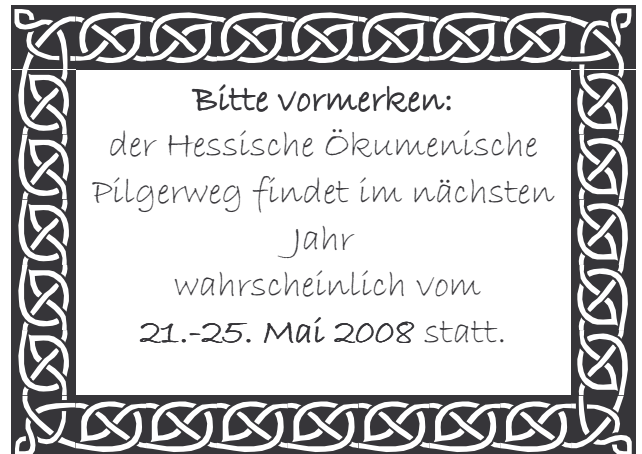 Bitte vormerken:
der Hessische Ökumenische
Pilgerweg findet im nächsten
Jahr
wahrscheinlich vom
21.-25. Mai 2008 statt.